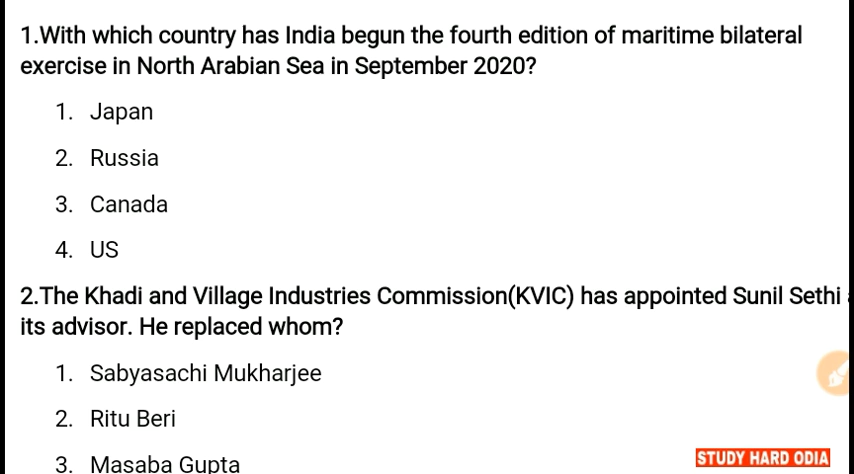 1.With which country has India begun the fourth edition of maritime bilateral
exercise in North Arabian Sea in September 2020?
1. Japan
2. Russia
3. Canada
4. US
2.The Khadi and Village Industries Commission(KVIC) has appointed Sunil Sethi
its advisor. He replaced whom?
1. Sabyasachi Mukharjee
2. Ritu Beri
3. Masaba Gupta
STUDY HARD ODIA